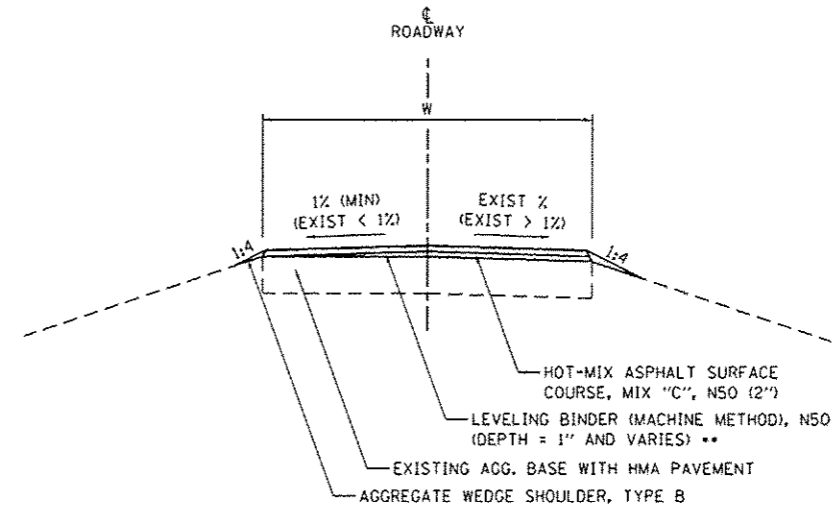 ℄
ROADWAY
W
1% (MIN)
(EXIST < 1%)
EXIST %
(EXIST > 1%)
1:4
1:4
HOT-MIX ASPHALT SURFACE
COURSE, MIX "C", N50 (2")
LEVELING BINDER (MACHINE METHOD), N50
(DEPTH = 1" AND VARIES) **
EXISTING AGG. BASE WITH HMA PAVEMENT
AGGREGATE WEDGE SHOULDER, TYPE B